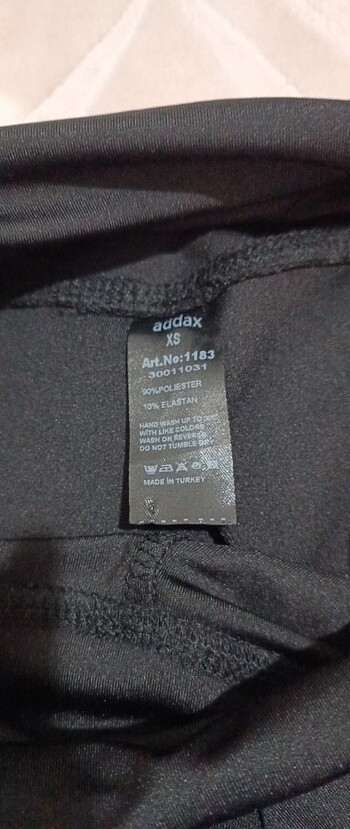 addax
XS
Art.No:1183
30011031
90%POLIESTER
10% ELASTAN
HAND WASH UP TO 30C
WITH LIKE COLORS
WASH ON REVERSE
DO NOT TUMBLE DRY
MADE IN TURKEY